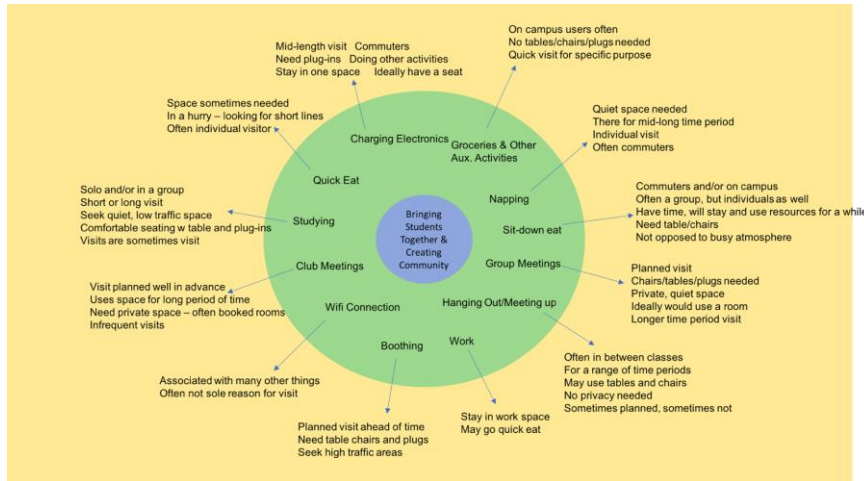 Mid-length visit Commuters
Need plug-ins Doing other activities
Stay in one space Ideally have a seat
On campus users often
No tables/chairs/plugs needed
Quick visit for specific purpose
Space sometimes needed
In a hurry – looking for short lines
Often individual visitor
Quiet space needed
There for mid-long time period
Individual visit
Often commuters
Solo and/or in a group
Short or long visit
Seek quiet, low traffic space
Comfortable seating w table and plug-ins
Visits are sometimes visit
Commuters and/or on campus
Often a group, but individuals as well
Have time, will stay and use resources for a while
Need table/chairs
Not opposed to busy atmosphere
Visit planned well in advance
Uses space for long period of time
Need private space – often booked rooms
Infrequent visits
Planned visit
Chairs/tables/plugs needed
Private, quiet space
Ideally would use a room
Longer time period visit
Associated with many other things
Often not sole reason for visit
Planned visit ahead of time
Need table chairs and plugs
Seek high traffic areas
Stay in work space
May go quick eat
Often in between classes
For a range of time periods
May use tables and chairs
No privacy needed
Sometimes planned, sometimes not
Charging Electronics
Groceries & Other
Aux. Activities
Quick Eat
Napping
Studying
Sit-down eat
Club Meetings
Group Meetings
Wifi Connection
Hanging Out/Meeting up
Boothing
Work
Bringing
Students
Together &
Creating
Community